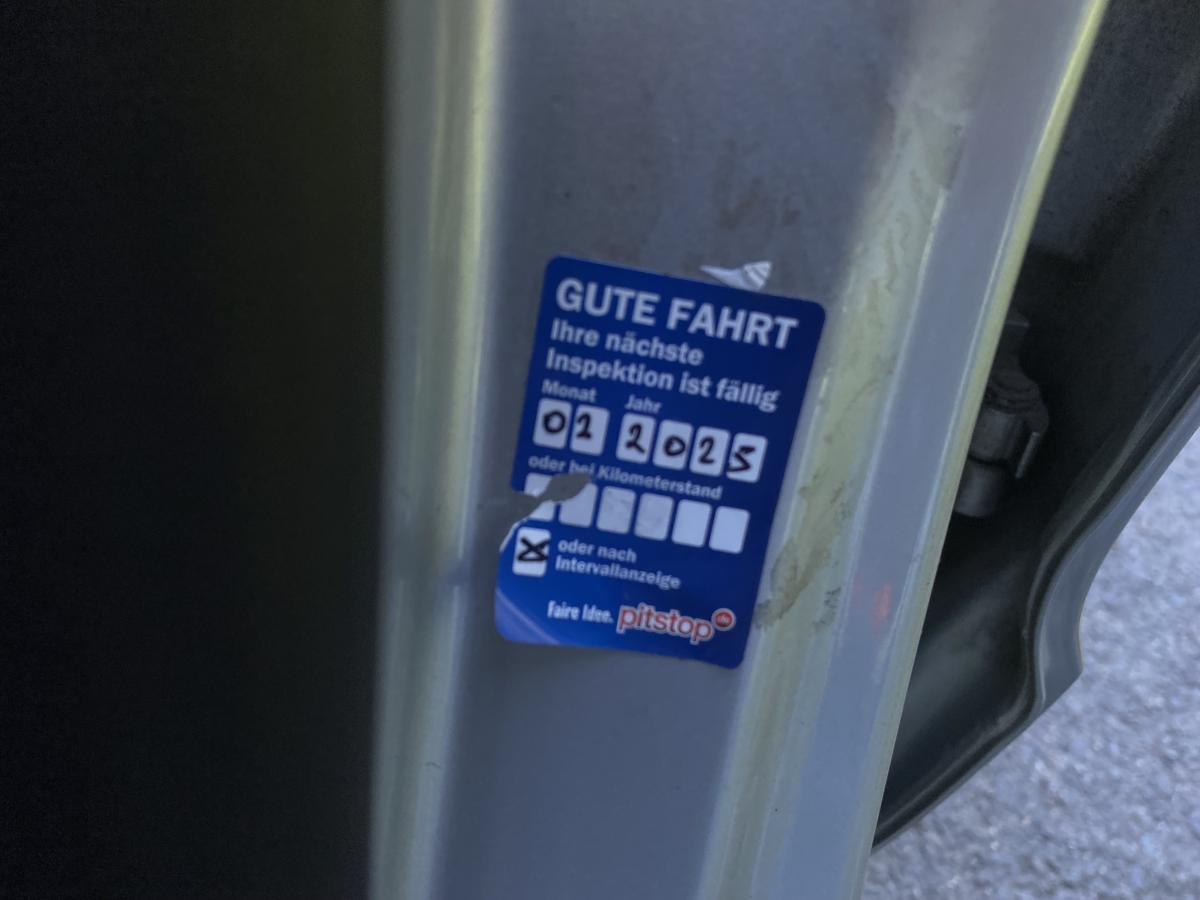 GUTE FAHRT
Ihre nächste
Inspektion ist fällig
Monat Jahr
02 2025
oder bei Kilometerstand
X oder nach
Intervallanzeige
Faire Idee. pitstop